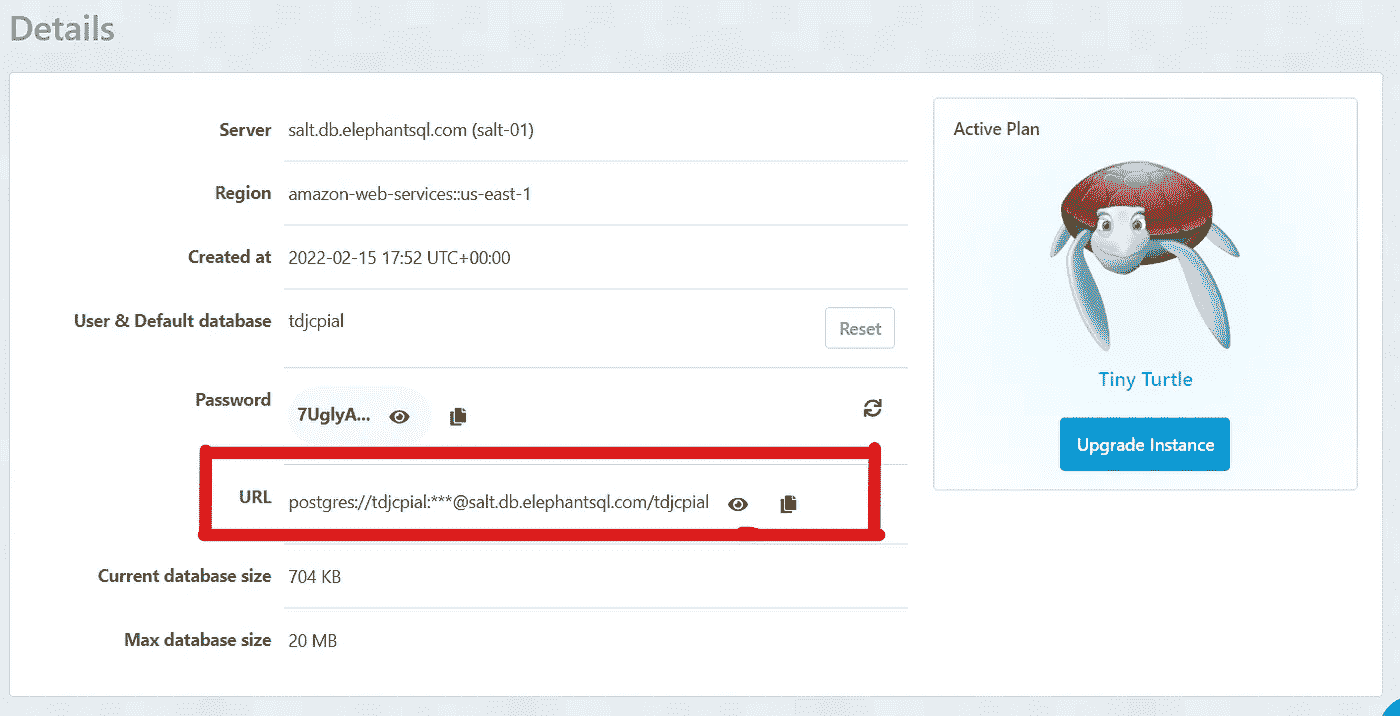 Details
Server salt.db.elephantsql.com (salt-01)
Region amazon-web-services::us-east-1
Created at 2022-02-15 17:52 UTC+00:00
User & Default database tdjcpial
Reset
Password 7UglyA...
URL postgres://tdjcpial:***@salt.db.elephantsql.com/tdjcpial
Current database size 704 KB
Max database size 20 MB
Active Plan
Tiny Turtle
Upgrade Instance